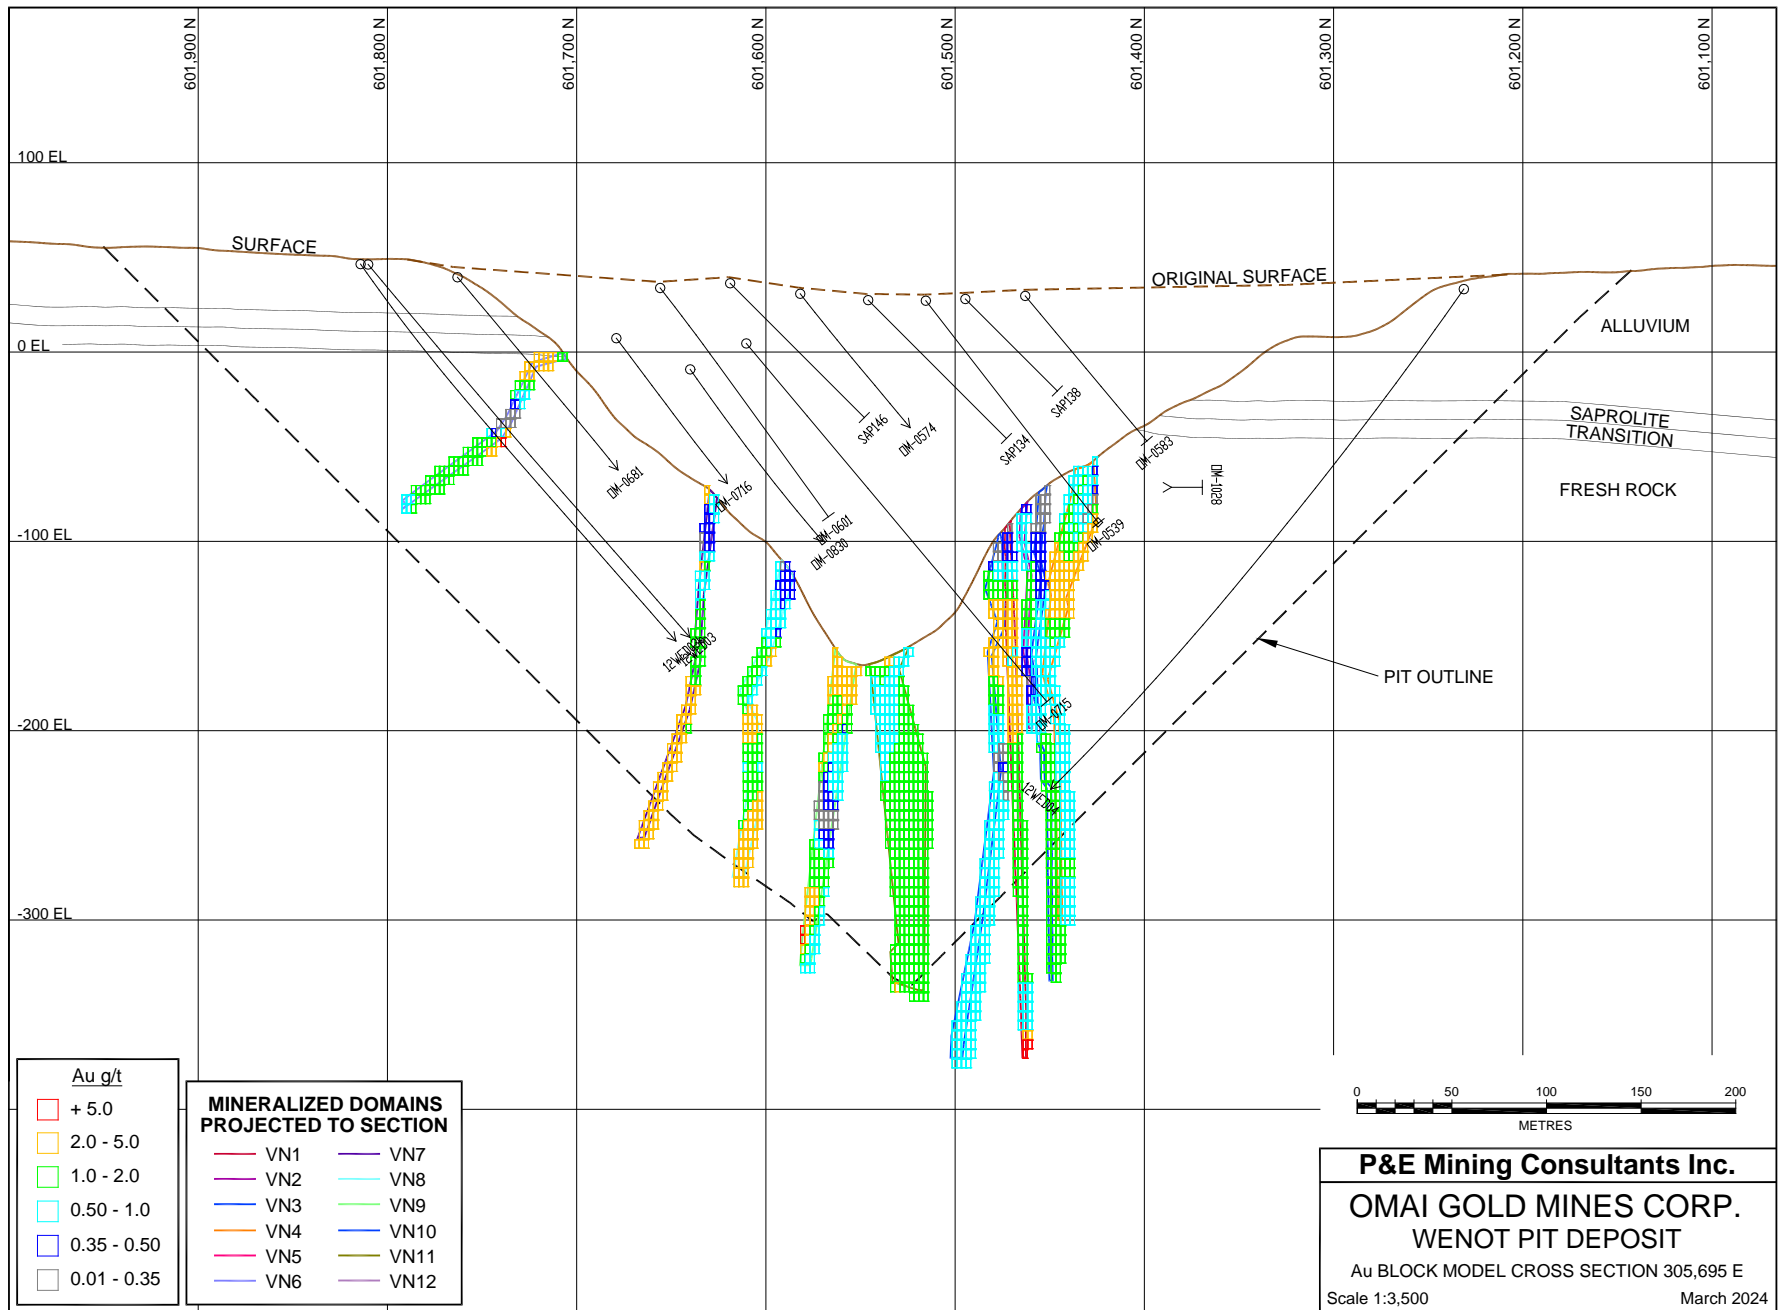 601,900 N
601,800 N
601,700 N
601,600 N
601,500 N
601,400 N
601,300 N
601,200 N
601,100 N
100 EL
SURFACE
ORIGINAL SURFACE
ALLUVIUM
0 EL
SAPROLITE
TRANSITION
FRESH ROCK
SAP146
DM-0574
SAP134
SAP138
DM-0583
DM-1028
DM-0681
DM-0716
DM-0601
DM-0830
DM-0539
-100 EL
12WED03
PIT OUTLINE
DM-0715
-200 EL
12WED04
-300 EL
Au g/t
+ 5.0
2.0 - 5.0
1.0 - 2.0
0.50 - 1.0
0.35 - 0.50
0.01 - 0.35
MINERALIZED DOMAINS
PROJECTED TO SECTION
VN1 VN7
VN2 VN8
VN3 VN9
VN4 VN10
VN5 VN11
VN6 VN12
0 50 100 150 200
METRES
P&E Mining Consultants Inc.
OMAI GOLD MINES CORP.
WENOT PIT DEPOSIT
Au BLOCK MODEL CROSS SECTION 305,695 E
Scale 1:3,500 March 2024